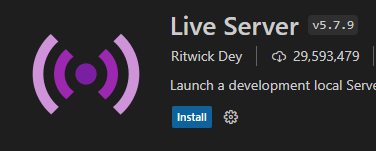 Live Server v5.7.9
Ritwick Dey 29,593,479
Launch a development local Serve
Install